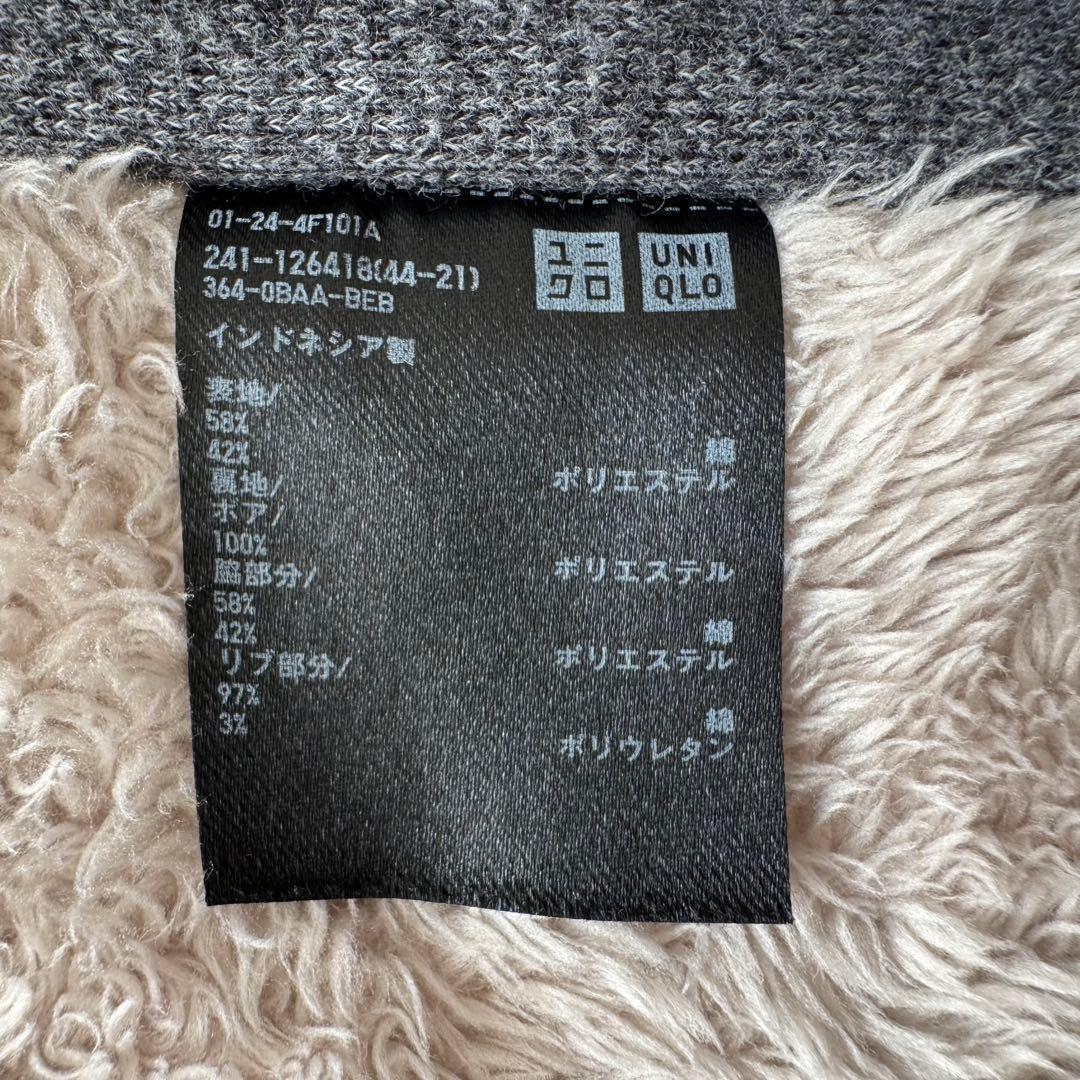 01-24-4F101A
241-126418(44-21)
364-0BAA-BEB
ユニクロ
UNIQLO
インドネシア製
表地/
58% 綿
42% ポリエステル
裏地/
ボア/
100% ポリエステル
脇部分/
58% 綿
42% ポリエステル
リブ部分/
97% 綿
3% ポリウレタン